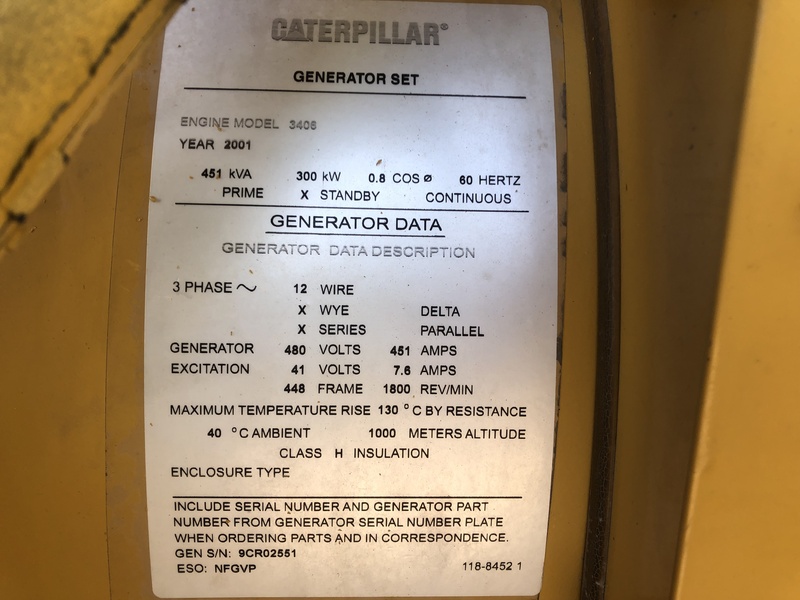 CATERPILLAR®
GENERATOR SET
ENGINE MODEL 3406
YEAR 2001
451 kVA 300 kW 0.8 COS ø 60 HERTZ
PRIME X STANDBY CONTINUOUS
GENERATOR DATA
GENERATOR DATA DESCRIPTION
3 PHASE ~ 12 WIRE
X WYE DELTA
X SERIES PARALLEL
GENERATOR 480 VOLTS 451 AMPS
EXCITATION 41 VOLTS 7.6 AMPS
448 FRAME 1800 REV/MIN
MAXIMUM TEMPERATURE RISE 130 °C BY RESISTANCE
40 °C AMBIENT 1000 METERS ALTITUDE
CLASS H INSULATION
ENCLOSURE TYPE
INCLUDE SERIAL NUMBER AND GENERATOR PART
NUMBER FROM GENERATOR SERIAL NUMBER PLATE
WHEN ORDERING PARTS AND IN CORRESPONDENCE.
GEN S/N: 9CR02551
ESO: NFGVP 118-8452 1